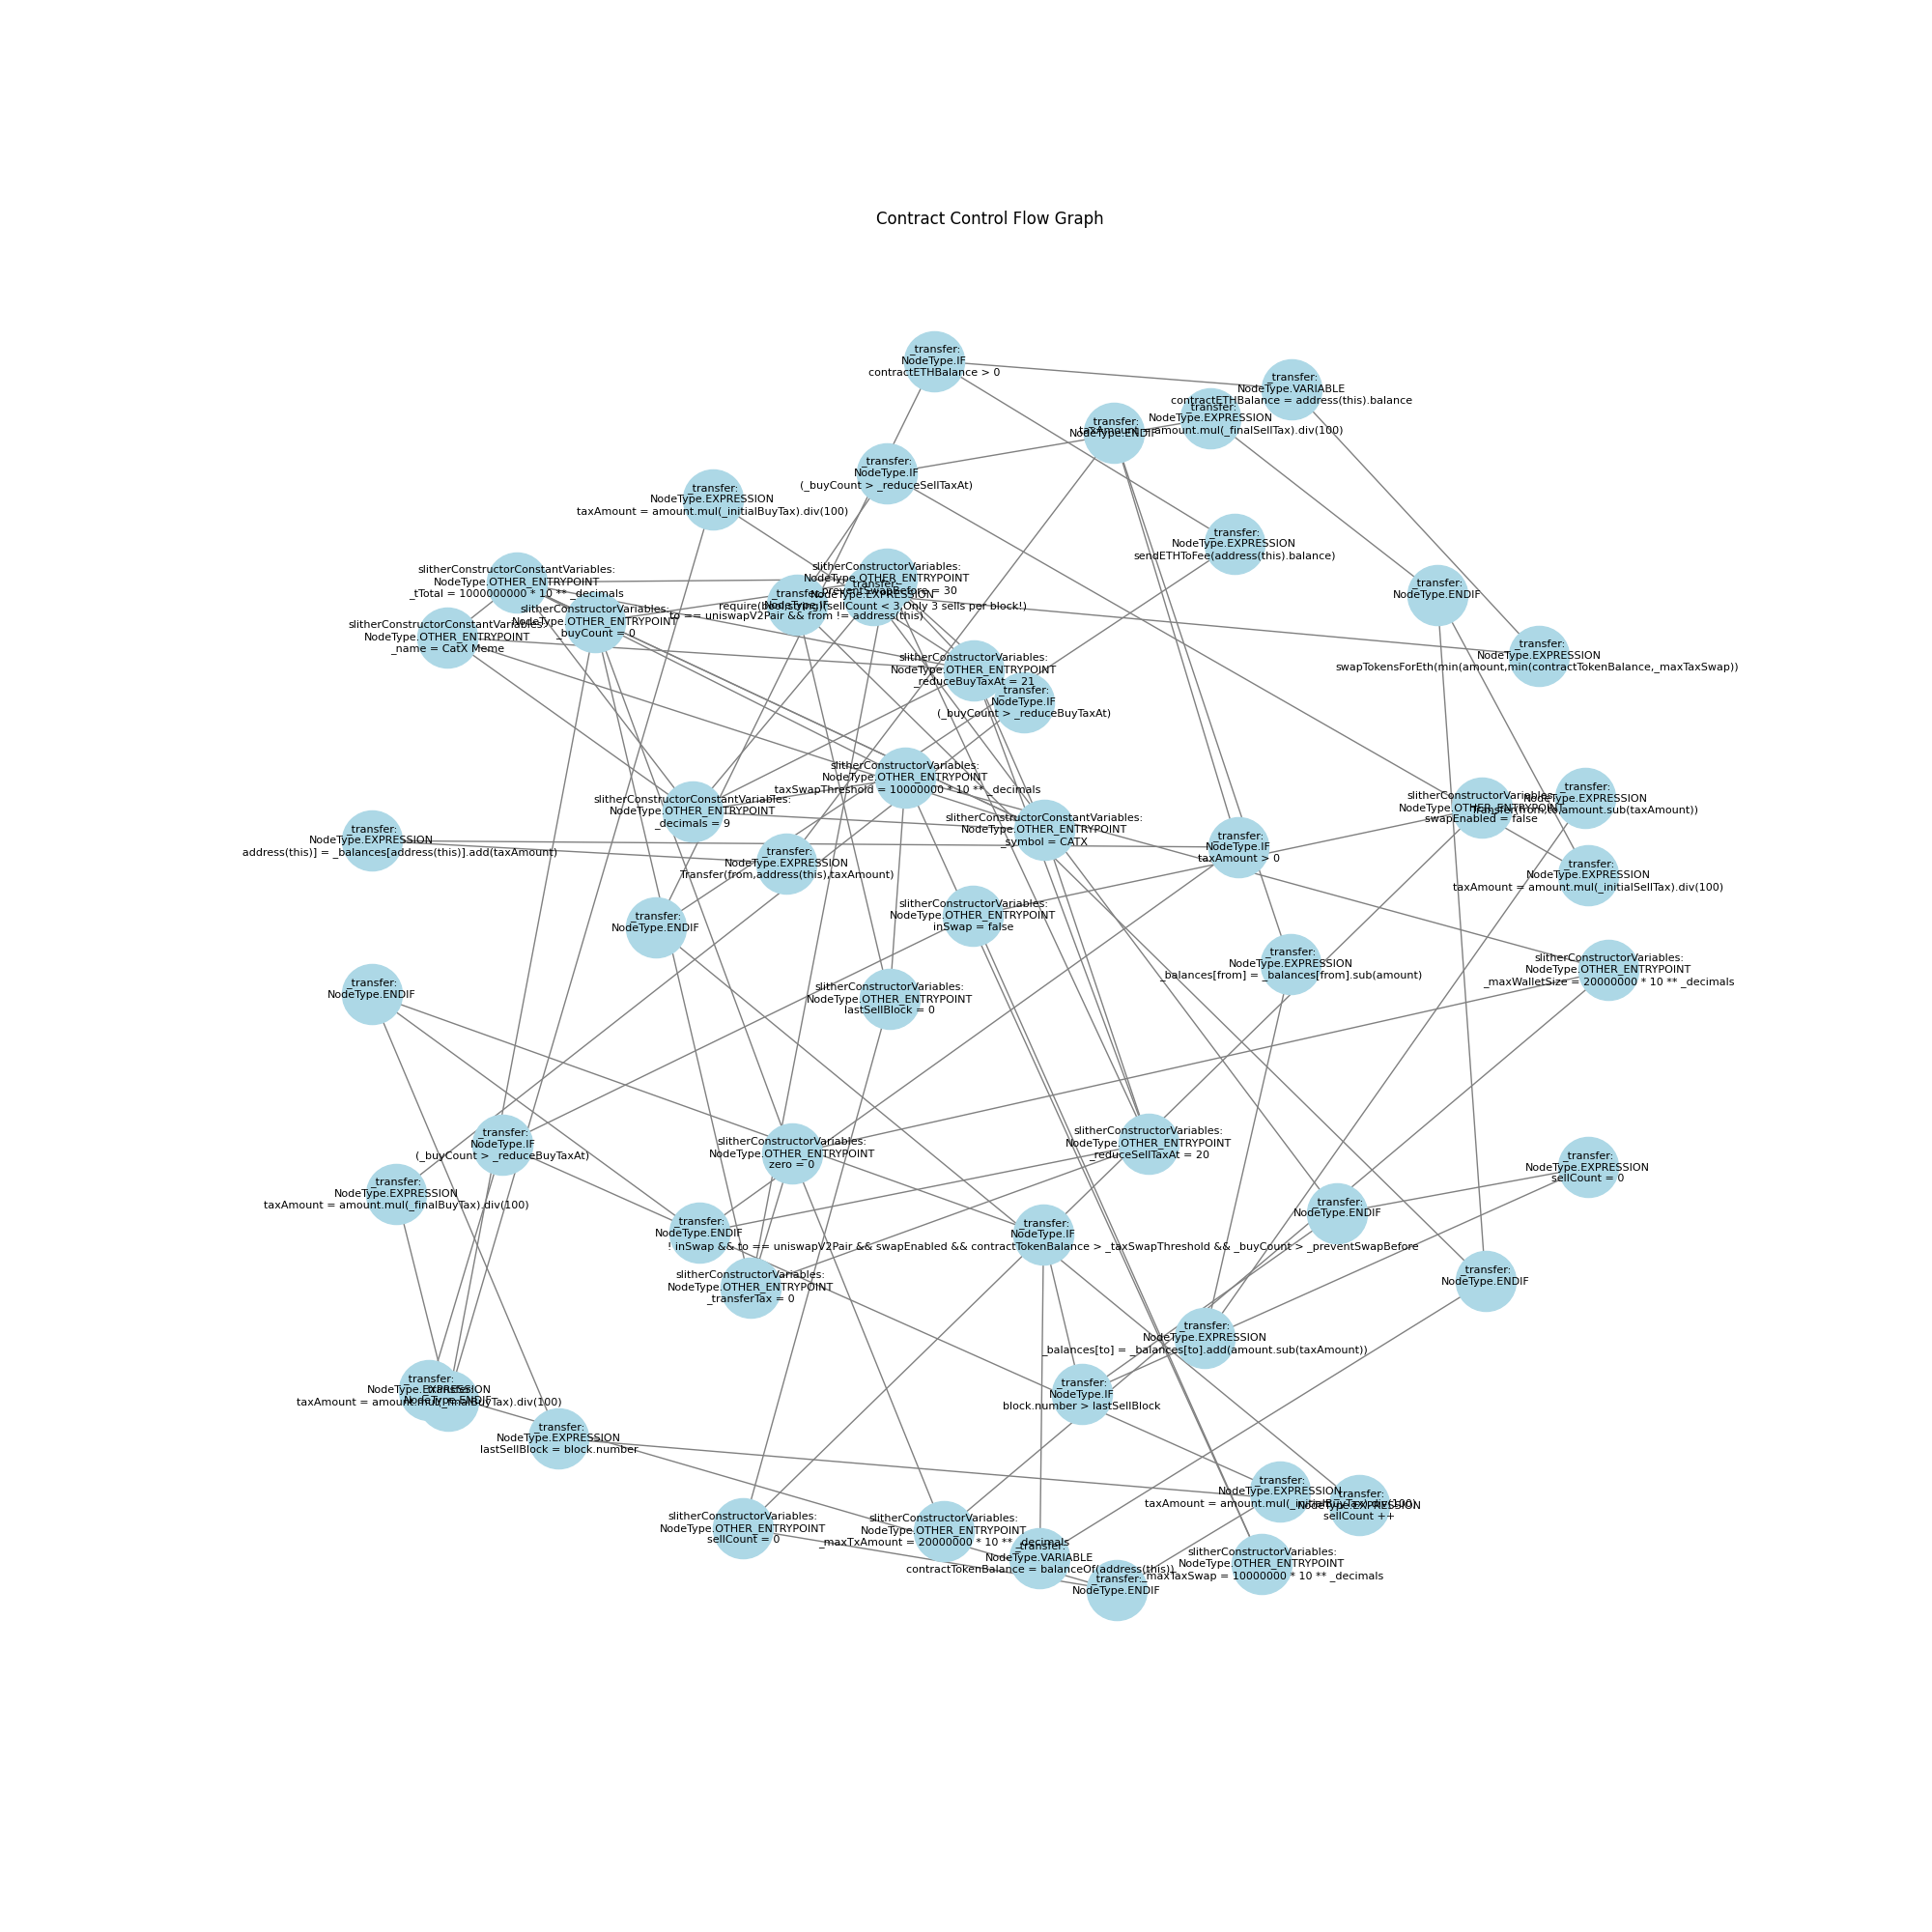 Contract Control Flow Graph
_transfer:
NodeType.IF
contractETHBalance > 0
_transfer:
NodeType.VARIABLE
contractETHBalance = address(this).balance
_transfer:
NodeType.EXPRESSION
taxAmount = amount.mul(_finalSellTax).div(100)
_transfer:
NodeType.ENDIF
_transfer:
NodeType.IF
(_buyCount > _reduceSellTaxAt)
_transfer:
NodeType.EXPRESSION
taxAmount = amount.mul(_initialBuyTax).div(100)
_transfer:
NodeType.EXPRESSION
sendETHToFee(address(this).balance)
slitherConstructorConstantVariables:
NodeType.OTHER_ENTRYPOINT
_tTotal = 1000000000 * 10 ** _decimals
slitherConstructorVariables:
NodeType.OTHER_ENTRYPOINT
_preventSwapBefore = 30
_transfer:
NodeType.EXPRESSION
require(bool,string)(sellCount < 3,Only 3 sells per block!)
_transfer:
NodeType.IF
to == uniswapV2Pair && from != address(this)
_transfer:
NodeType.ENDIF
slitherConstructorVariables:
NodeType.OTHER_ENTRYPOINT
_buyCount = 0
slitherConstructorConstantVariables:
NodeType.OTHER_ENTRYPOINT
_name = CatX Meme
_transfer:
NodeType.EXPRESSION
swapTokensForEth(min(amount,min(contractTokenBalance,_maxTaxSwap))
slitherConstructorVariables:
NodeType.OTHER_ENTRYPOINT
_reduceBuyTaxAt = 21
_transfer:
NodeType.IF
(_buyCount > _reduceBuyTaxAt)
slitherConstructorVariables:
NodeType.OTHER_ENTRYPOINT
_taxSwapThreshold = 10000000 * 10 ** _decimals
slitherConstructorConstantVariables:
NodeType.OTHER_ENTRYPOINT
_decimals = 9
slitherConstructorConstantVariables:
NodeType.OTHER_ENTRYPOINT
_symbol = CATX
slitherConstructorVariables:
NodeType.OTHER_ENTRYPOINT
swapEnabled = false
_transfer:
NodeType.EXPRESSION
Transfer(from,to,amount.sub(taxAmount))
_transfer:
NodeType.EXPRESSION
address(this)] = _balances[address(this)].add(taxAmount)
_transfer:
NodeType.IF
taxAmount > 0
_transfer:
NodeType.EXPRESSION
Transfer(from,address(this),taxAmount)
_transfer:
NodeType.EXPRESSION
taxAmount = amount.mul(_initialSellTax).div(100)
slitherConstructorVariables:
NodeType.OTHER_ENTRYPOINT
inSwap = false
_transfer:
NodeType.ENDIF
_transfer:
NodeType.EXPRESSION
_balances[from] = _balances[from].sub(amount)
slitherConstructorVariables:
NodeType.OTHER_ENTRYPOINT
_maxWalletSize = 20000000 * 10 ** _decimals
_transfer:
NodeType.ENDIF
slitherConstructorVariables:
NodeType.OTHER_ENTRYPOINT
lastSellBlock = 0
_transfer:
NodeType.IF
(_buyCount > _reduceBuyTaxAt)
slitherConstructorVariables:
NodeType.OTHER_ENTRYPOINT
zero = 0
slitherConstructorVariables:
NodeType.OTHER_ENTRYPOINT
_reduceSellTaxAt = 20
_transfer:
NodeType.EXPRESSION
sellCount = 0
_transfer:
NodeType.EXPRESSION
taxAmount = amount.mul(_finalBuyTax).div(100)
_transfer:
NodeType.ENDIF
_transfer:
NodeType.ENDIF
_transfer:
NodeType.IF
! inSwap && to == uniswapV2Pair && swapEnabled && contractTokenBalance > _taxSwapThreshold && _buyCount > _preventSwapBefore
_transfer:
NodeType.ENDIF
slitherConstructorVariables:
NodeType.OTHER_ENTRYPOINT
_transferTax = 0
_transfer:
NodeType.EXPRESSION
_balances[to] = _balances[to].add(amount.sub(taxAmount))
_transfer:
NodeType.IF
block.number > lastSellBlock
_transfer:
NodeType.EXPRESSION
taxAmount = amount.mul(_finalBuyTax).div(100)
_transfer:
NodeType.ENDIF
_transfer:
NodeType.EXPRESSION
lastSellBlock = block.number
_transfer:
NodeType.EXPRESSION
taxAmount = amount.mul(_initialBuyTax).div(100)
_transfer:
NodeType.EXPRESSION
sellCount ++
slitherConstructorVariables:
NodeType.OTHER_ENTRYPOINT
sellCount = 0
slitherConstructorVariables:
NodeType.OTHER_ENTRYPOINT
_maxTxAmount = 20000000 * 10 ** _decimals
_transfer:
NodeType.VARIABLE
contractTokenBalance = balanceOf(address(this))
slitherConstructorVariables:
NodeType.OTHER_ENTRYPOINT
_maxTaxSwap = 10000000 * 10 ** _decimals
_transfer:
NodeType.ENDIF